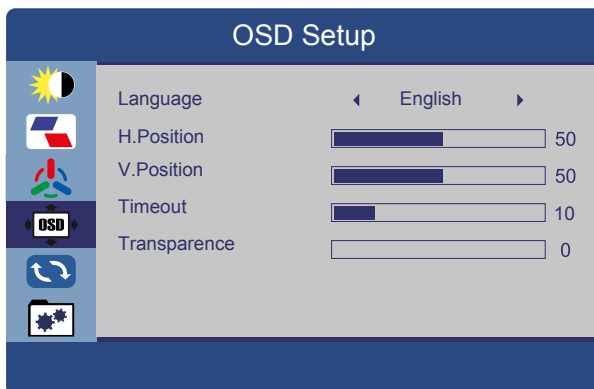 OSD Setup
Language English
H.Position 50
V.Position 50
Timeout 10
Transparence 0
OSD